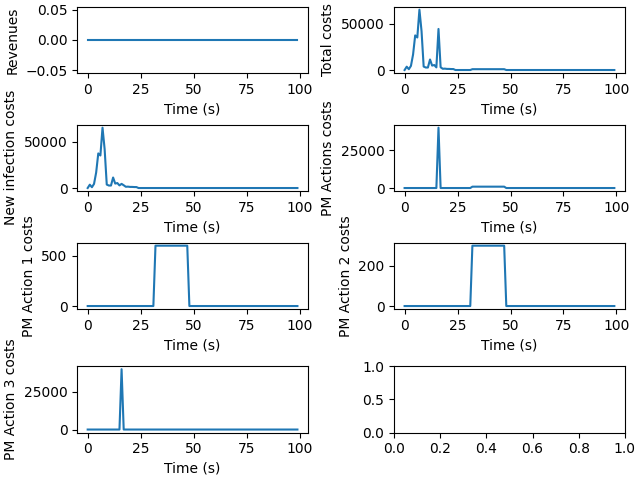 Revenues
0.05
0.00
−0.05
0 25 50 75 100
Time (s)
Total costs
50000
0
0 25 50 75 100
Time (s)
New infection costs
50000
0
0 25 50 75 100
Time (s)
PM Actions costs
25000
0
0 25 50 75 100
Time (s)
PM Action 1 costs
500
0
0 25 50 75 100
Time (s)
PM Action 2 costs
200
0
0 25 50 75 100
Time (s)
PM Action 3 costs
25000
0
0 25 50 75 100
Time (s)
1.0
0.5
0.0
0.0 0.2 0.4 0.6 0.8 1.0